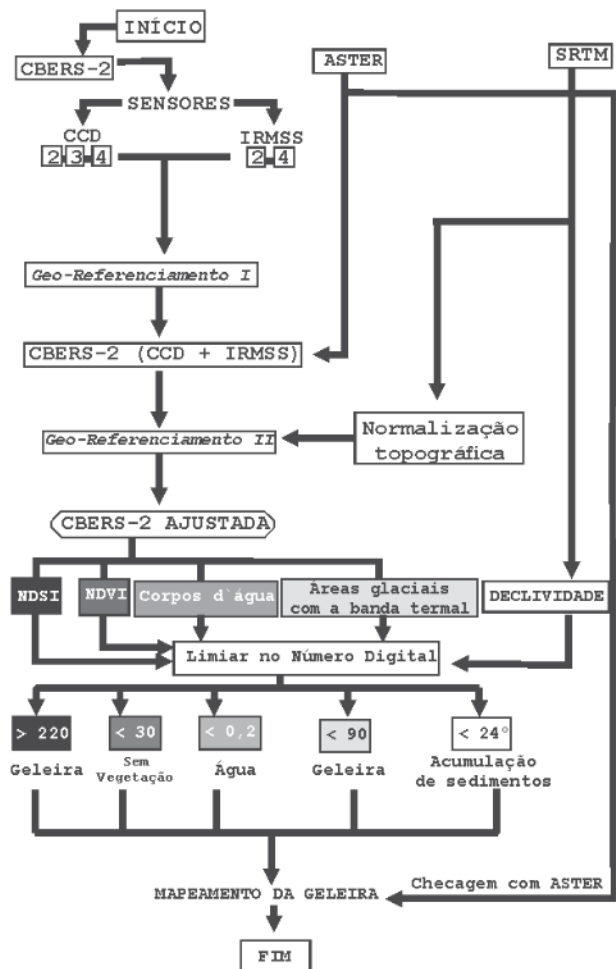 INÍCIO
CBERS-2
ASTER
SRTM
SENSORES
CCD
IRMSS
2 3 4
2 4
Geo-Referenciamento I
CBERS-2 (CCD + IRMSS)
Geo-Referenciamento II
Normalização
topográfica
CBERS-2 AJUSTADA
NDSI
NDVI
Corpos d`água
Áreas glaciais
com a banda termal
DECLIVIDADE
Limiar no Número Digital
> 220
< 30
< 0,2
< 90
< 24°
Geleira
Sem
Vegetação
Água
Geleira
Acumulação
de sedimentos
MAPEAMENTO DA GELEIRA
Checagem com ASTER
FIM